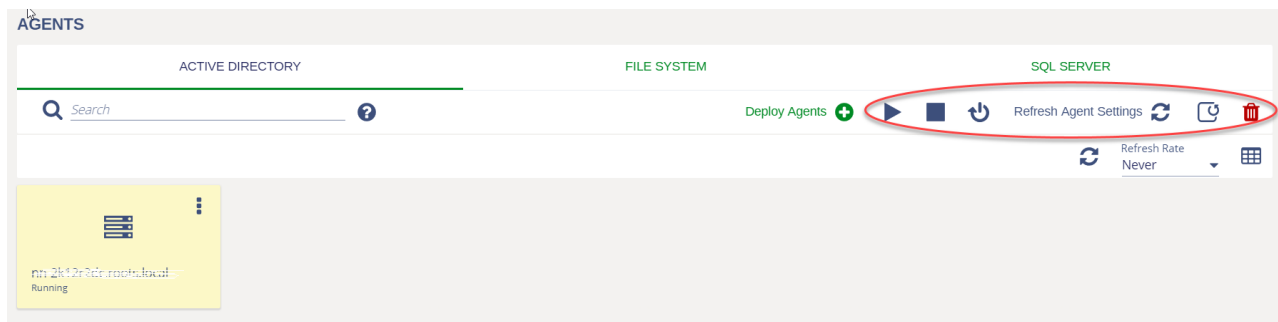 AGENTS
ACTIVE DIRECTORY
FILE SYSTEM
SQL SERVER
Search
Deploy Agents
Refresh Agent Settings
Refresh Rate
Never
Running